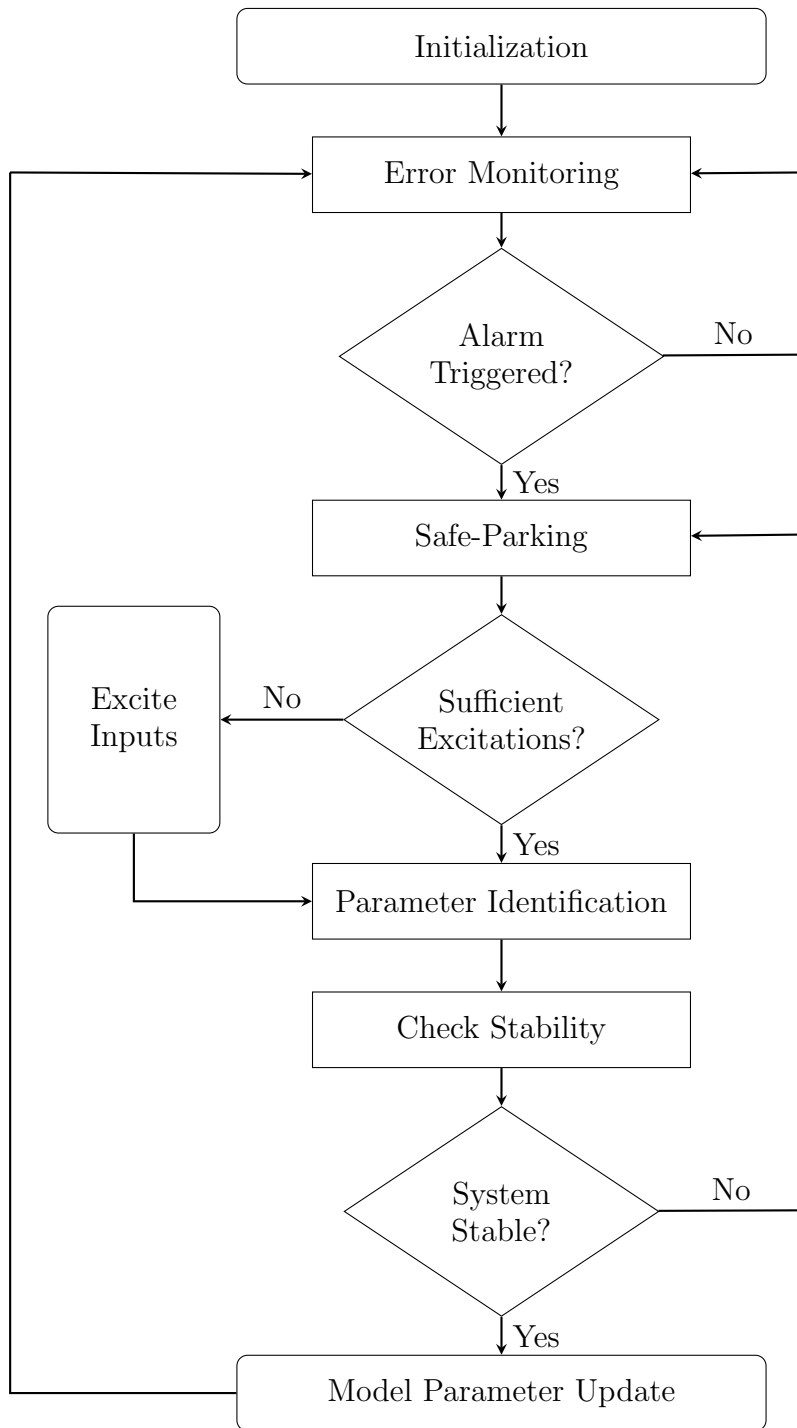 Initialization
Error Monitoring
Alarm
Triggered?
No
Yes
Safe-Parking
Excite
Inputs
No
Sufficient
Excitations?
Yes
Parameter Identification
Check Stability
System
Stable?
No
Yes
Model Parameter Update